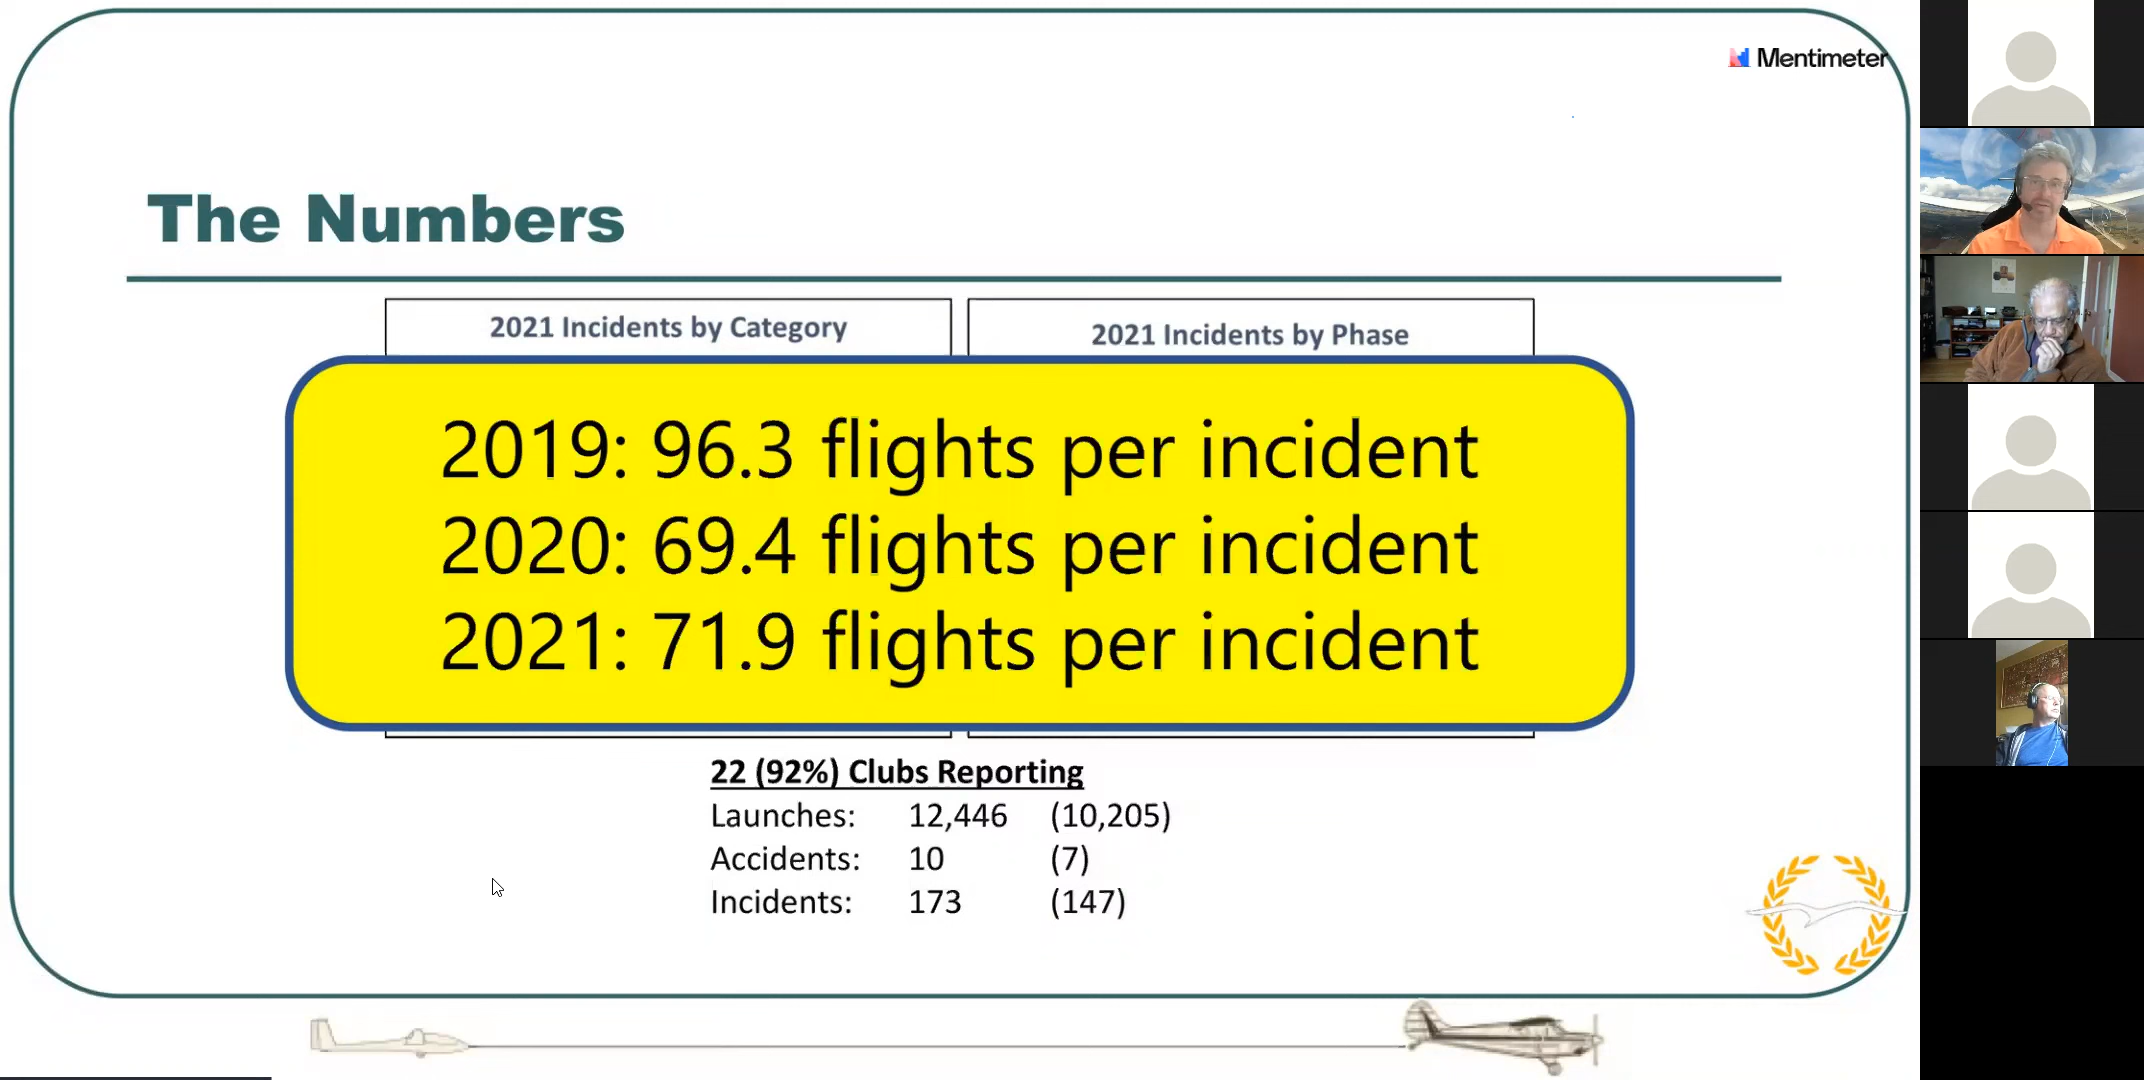 Mentimeter
The Numbers
2021 Incidents by Category
2021 Incidents by Phase
2019: 96.3 flights per incident
2020: 69.4 flights per incident
2021: 71.9 flights per incident
22 (92%) Clubs Reporting
Launches: 12,446 (10,205)
Accidents: 10 (7)
Incidents: 173 (147)